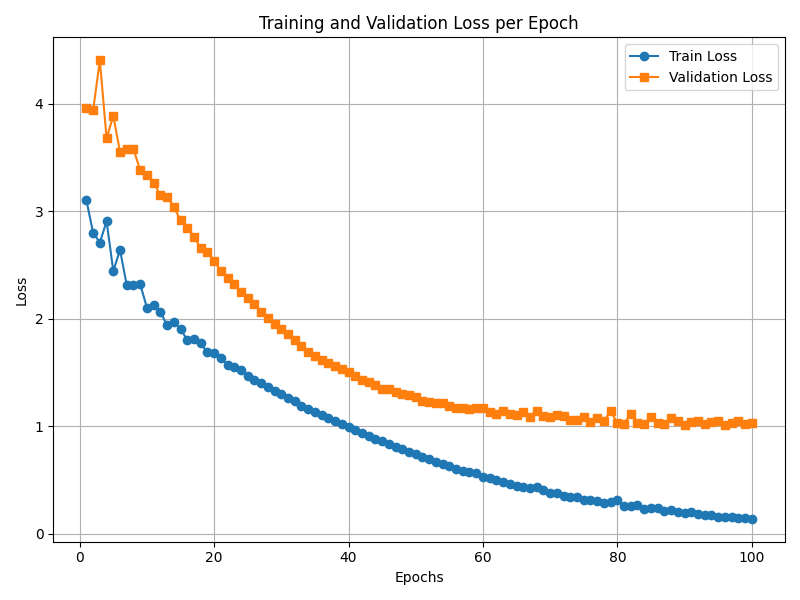 Training and Validation Loss per Epoch
Train Loss
Validation Loss
Loss
4
3
2
1
0
0 20 40 60 80 100
Epochs